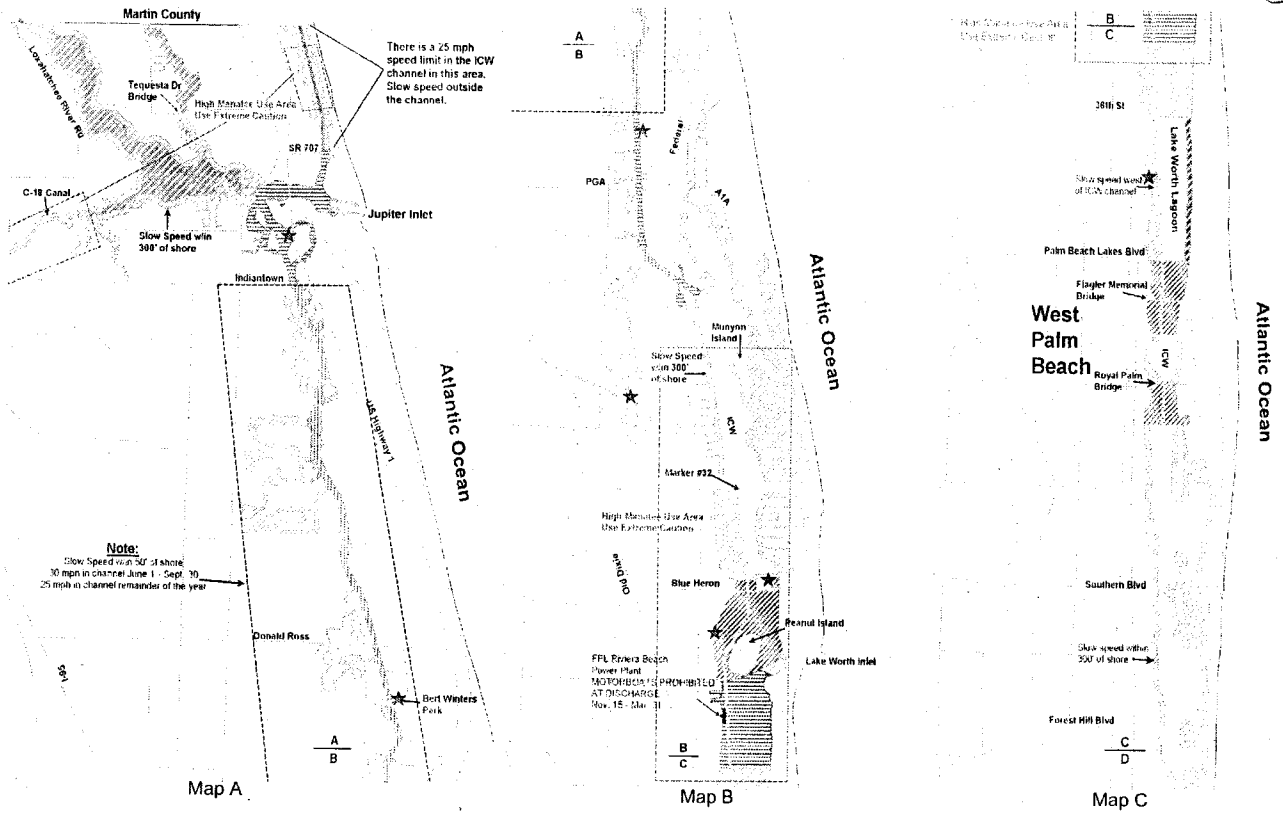 Martin County
There is a 25 mph
speed limit in the ICW
channel in this area.
Slow speed outside
the channel.
Loxahatchee River Rd
Tequesta Dr
Bridge
High Manatee Use Area
Use Extreme Caution
SR 707
C-18 Canal
Jupiter Inlet
Slow Speed w/in
300' of shore
Indiantown
US Highway 1
Atlantic Ocean
Note:
Slow Speed w/in 50' of shore
30 mph in channel June 1 - Sept. 30
25 mph in channel remainder of the year
Donald Ross
I-95
Bert Winters
Park
A
B
Map A
A
B
Federal
PGA
A1A
Atlantic Ocean
Munyon
Island
Slow Speed
w/in 300'
of shore
ICW
Marker #32
High Manatee Use Area
Use Extreme Caution
Old Dixie
Blue Heron
Peanut Island
Lake Worth Inlet
FPL Riviera Beach
Power Plant
MOTORBOATS PROHIBITED
AT DISCHARGE
Nov. 15 - Mar. 31
B
C
Map B
High Manatee Use Area
Use Extreme Caution
B
C
36th St
Lake Worth Lagoon
Slow speed west
of ICW channel
Palm Beach Lakes Blvd
Flagler Memorial
Bridge
West
Palm
Beach
ICW
Royal Palm
Bridge
Atlantic Ocean
Southern Blvd
Slow speed within
300' of shore
Forest Hill Blvd
C
D
Map C